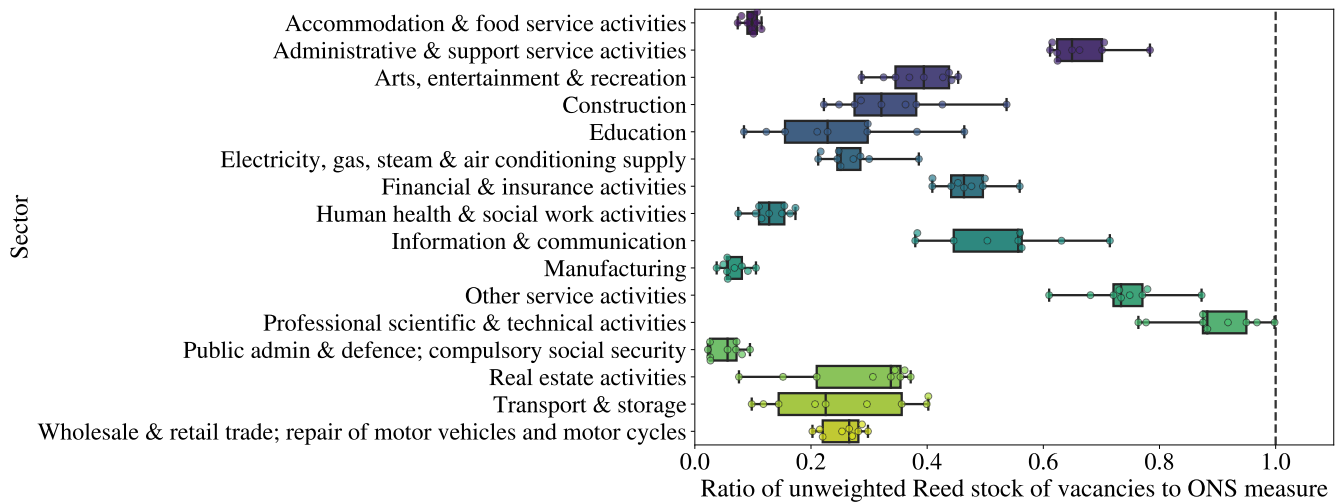 Sector
Accommodation & food service activities
Administrative & support service activities
Arts, entertainment & recreation
Construction
Education
Electricity, gas, steam & air conditioning supply
Financial & insurance activities
Human health & social work activities
Information & communication
Manufacturing
Other service activities
Professional scientific & technical activities
Public admin & defence; compulsory social security
Real estate activities
Transport & storage
Wholesale & retail trade; repair of motor vehicles and motor cycles
0.0 0.2 0.4 0.6 0.8 1.0
Ratio of unweighted Reed stock of vacancies to ONS measure